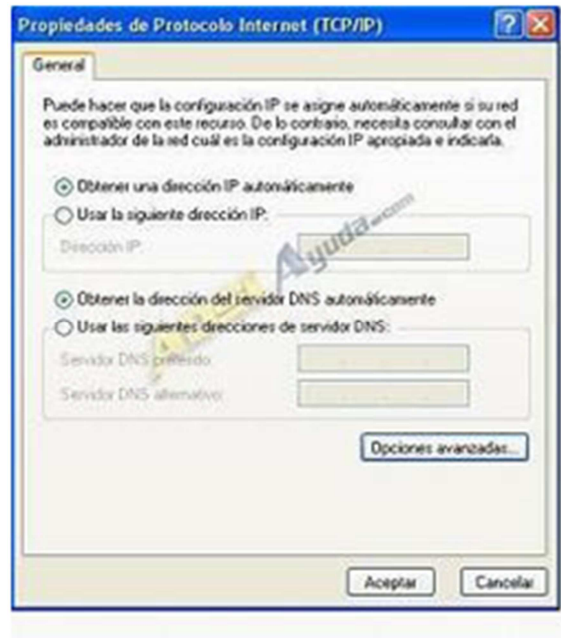 Propiedades de Protocolo Internet (TCP/IP)
General
Puede hacer que la configuración IP se asigne automáticamente si su red
es compatible con este recurso. De lo contrario, necesita consultar con el
administrador de la red cuál es la configuración IP apropiada e indicarla.
Obtener una dirección IP automáticamente
Usar la siguiente dirección IP:
Dirección IP:
Obtener la dirección del servidor DNS automáticamente
Usar las siguientes direcciones de servidor DNS:
Servidor DNS preferido:
Servidor DNS alternativo:
Opciones avanzadas...
Aceptar
Cancelar
Ayuda.com